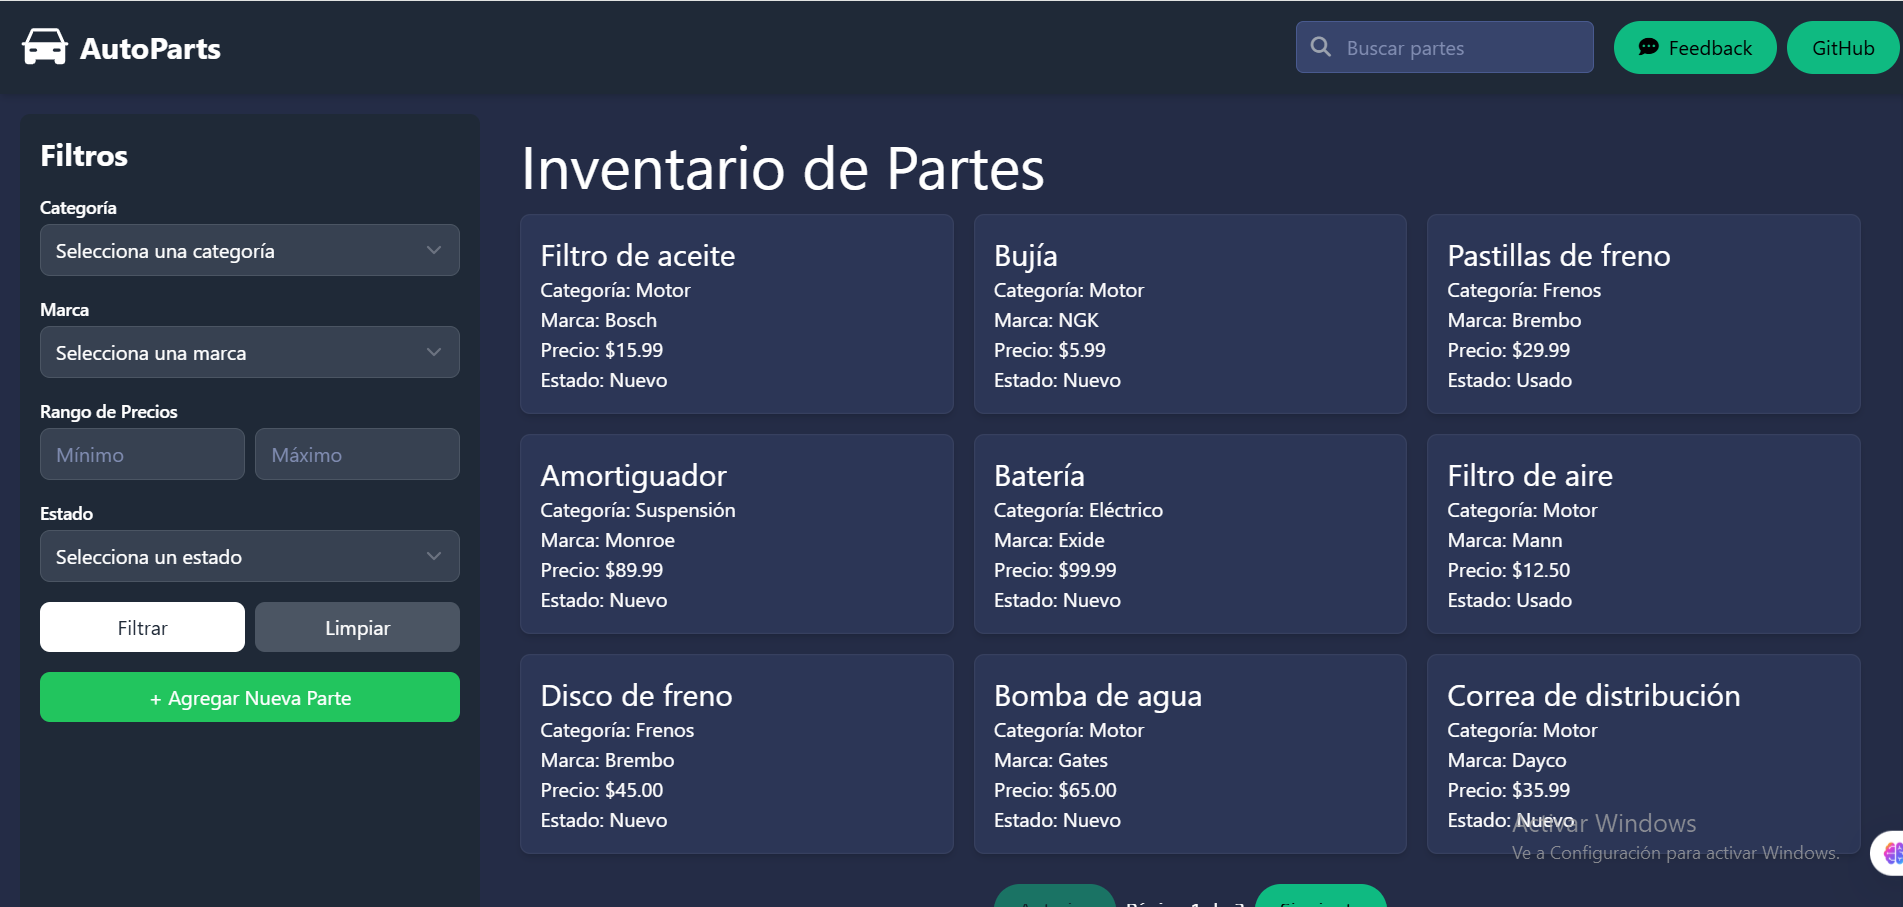 AutoParts
Buscar partes
Feedback
GitHub
Filtros
Categoría
Selecciona una categoría
Marca
Selecciona una marca
Rango de Precios
Mínimo
Máximo
Estado
Selecciona un estado
Filtrar
Limpiar
+ Agregar Nueva Parte
Inventario de Partes
Filtro de aceite
Categoría: Motor
Marca: Bosch
Precio: $15.99
Estado: Nuevo
Bujía
Categoría: Motor
Marca: NGK
Precio: $5.99
Estado: Nuevo
Pastillas de freno
Categoría: Frenos
Marca: Brembo
Precio: $29.99
Estado: Usado
Amortiguador
Categoría: Suspensión
Marca: Monroe
Precio: $89.99
Estado: Nuevo
Batería
Categoría: Eléctrico
Marca: Exide
Precio: $99.99
Estado: Nuevo
Filtro de aire
Categoría: Motor
Marca: Mann
Precio: $12.50
Estado: Usado
Disco de freno
Categoría: Frenos
Marca: Brembo
Precio: $45.00
Estado: Nuevo
Bomba de agua
Categoría: Motor
Marca: Gates
Precio: $65.00
Estado: Nuevo
Correa de distribución
Categoría: Motor
Marca: Dayco
Precio: $35.99
Estado: Nuevo
Activar Windows
Ve a Configuración para activar Windows.